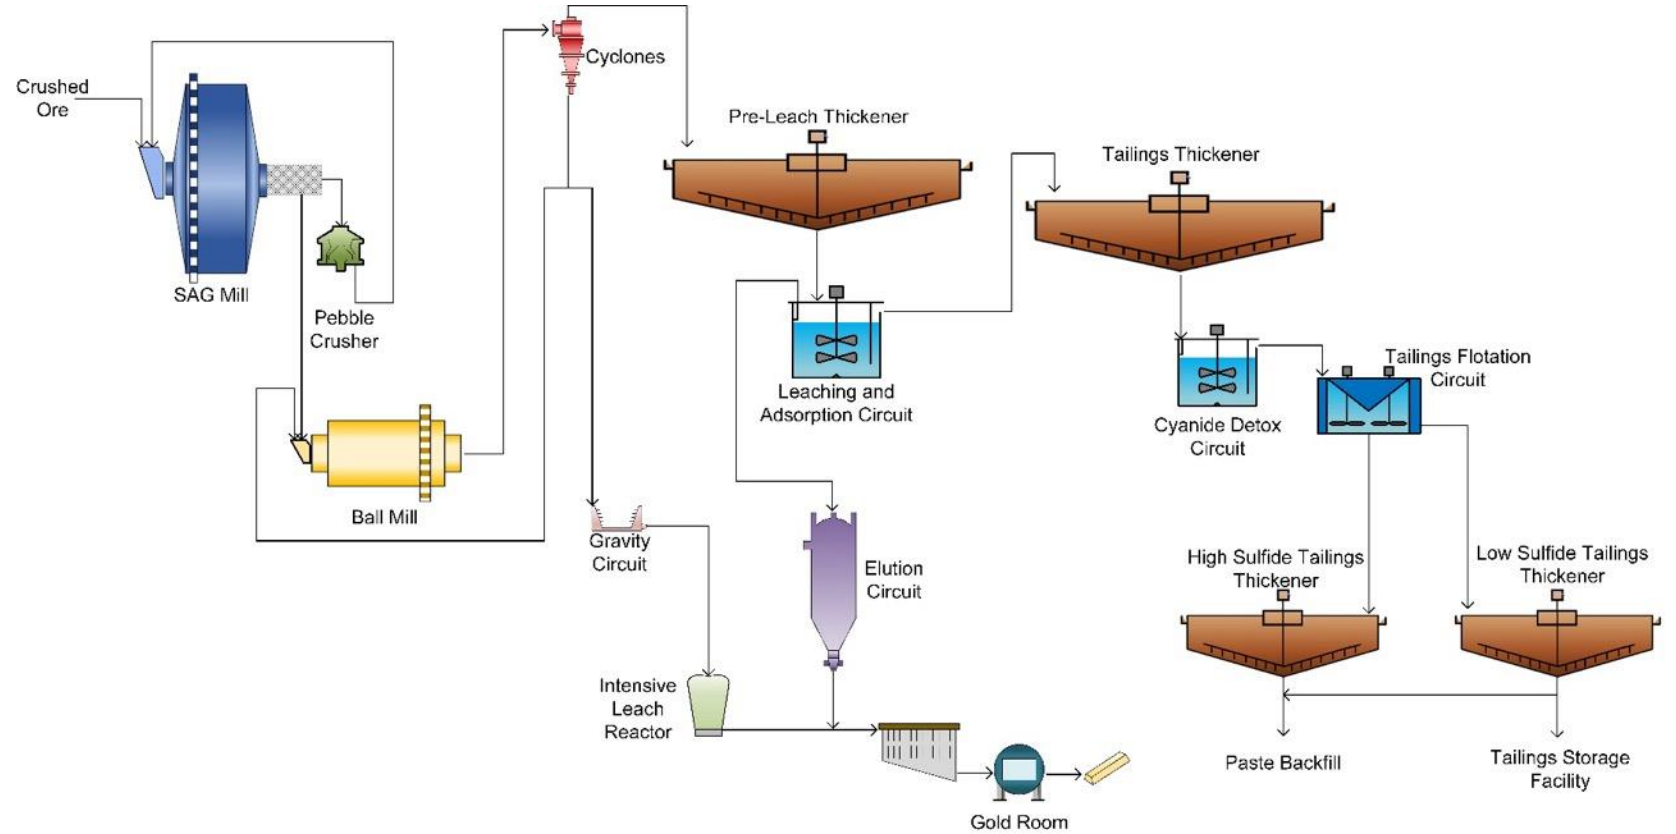 Crushed
Ore
SAG Mill
Pebble
Crusher
Ball Mill
Cyclones
Pre-Leach Thickener
Tailings Thickener
Leaching and
Adsorption Circuit
Cyanide Detox
Circuit
Tailings Flotation
Circuit
Gravity
Circuit
Elution
Circuit
High Sulfide Tailings
Thickener
Low Sulfide Tailings
Thickener
Intensive
Leach
Reactor
Gold Room
Paste Backfill
Tailings Storage
Facility